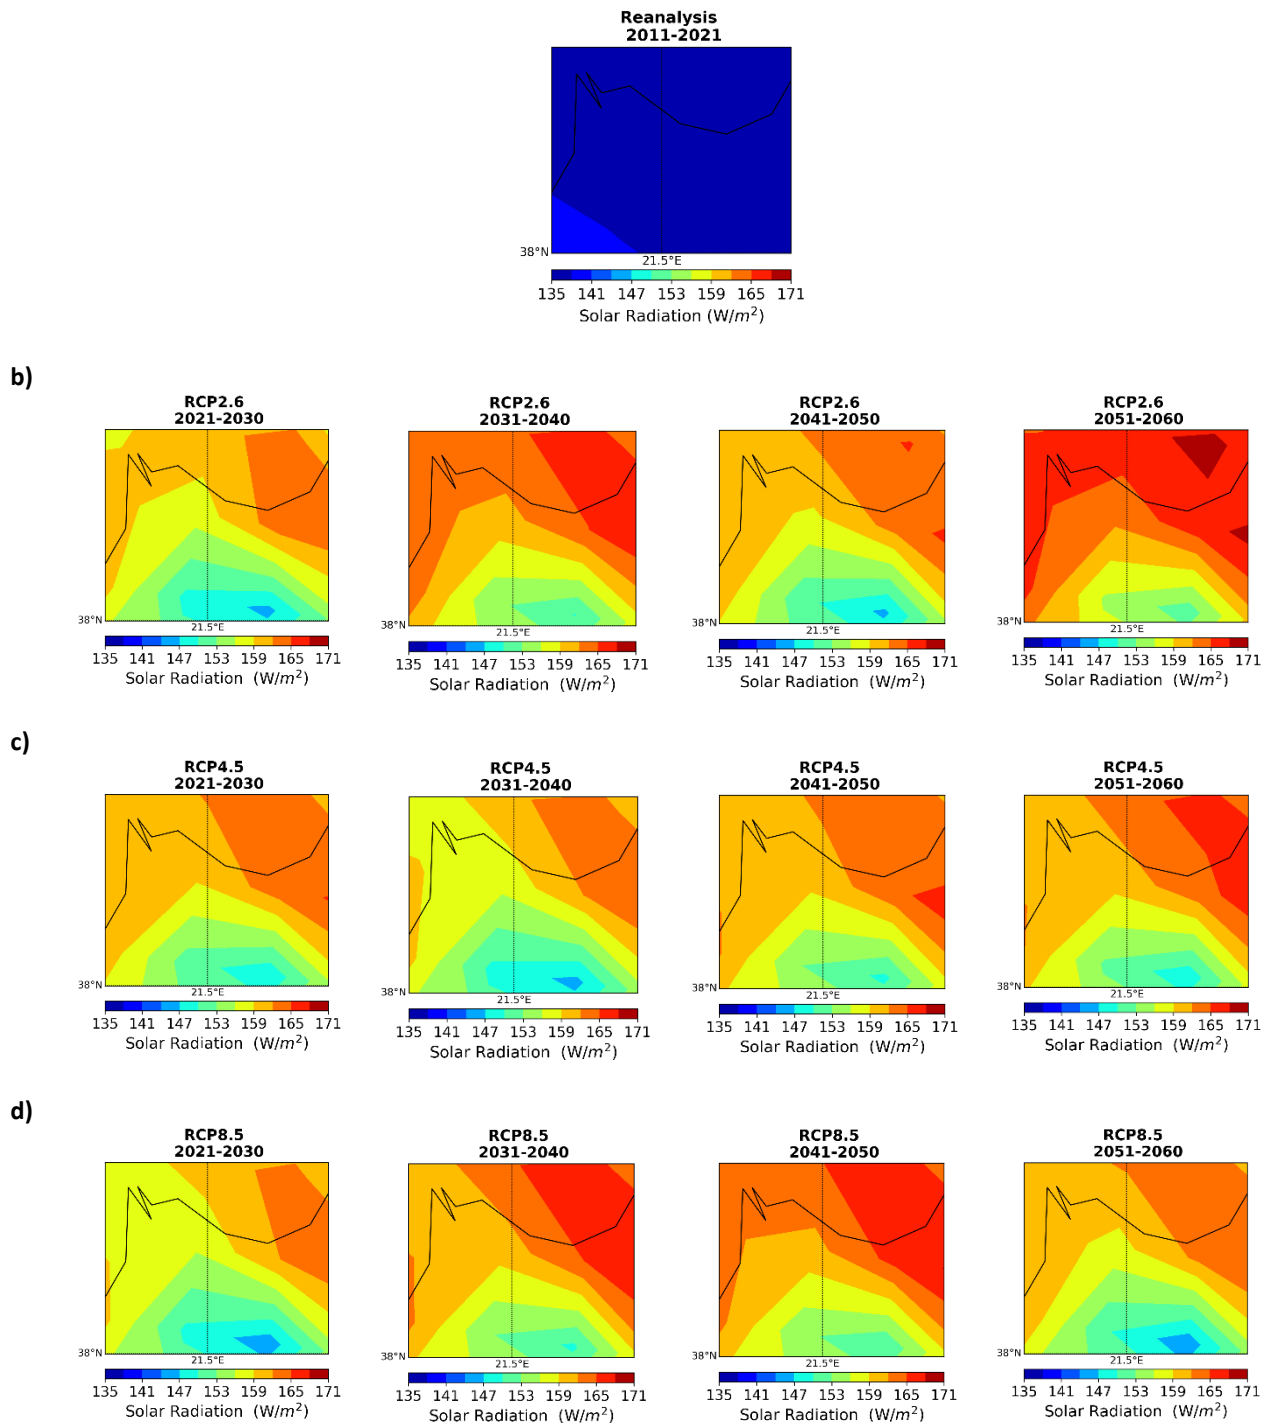 Reanalysis
2011-2021
38°N
21.5°E
135 141 147 153 159 165 171
Solar Radiation (W/m²)
b)
RCP2.6
2021-2030
38°N
21.5°E
135 141 147 153 159 165 171
Solar Radiation (W/m²)
RCP2.6
2031-2040
38°N
21.5°E
135 141 147 153 159 165 171
Solar Radiation (W/m²)
RCP2.6
2041-2050
38°N
21.5°E
135 141 147 153 159 165 171
Solar Radiation (W/m²)
RCP2.6
2051-2060
38°N
21.5°E
135 141 147 153 159 165 171
Solar Radiation (W/m²)
c)
RCP4.5
2021-2030
38°N
21.5°E
135 141 147 153 159 165 171
Solar Radiation (W/m²)
RCP4.5
2031-2040
38°N
21.5°E
135 141 147 153 159 165 171
Solar Radiation (W/m²)
RCP4.5
2041-2050
38°N
21.5°E
135 141 147 153 159 165 171
Solar Radiation (W/m²)
RCP4.5
2051-2060
38°N
21.5°E
135 141 147 153 159 165 171
Solar Radiation (W/m²)
d)
RCP8.5
2021-2030
38°N
21.5°E
135 141 147 153 159 165 171
Solar Radiation (W/m²)
RCP8.5
2031-2040
38°N
21.5°E
135 141 147 153 159 165 171
Solar Radiation (W/m²)
RCP8.5
2041-2050
38°N
21.5°E
135 141 147 153 159 165 171
Solar Radiation (W/m²)
RCP8.5
2051-2060
38°N
21.5°E
135 141 147 153 159 165 171
Solar Radiation (W/m²)